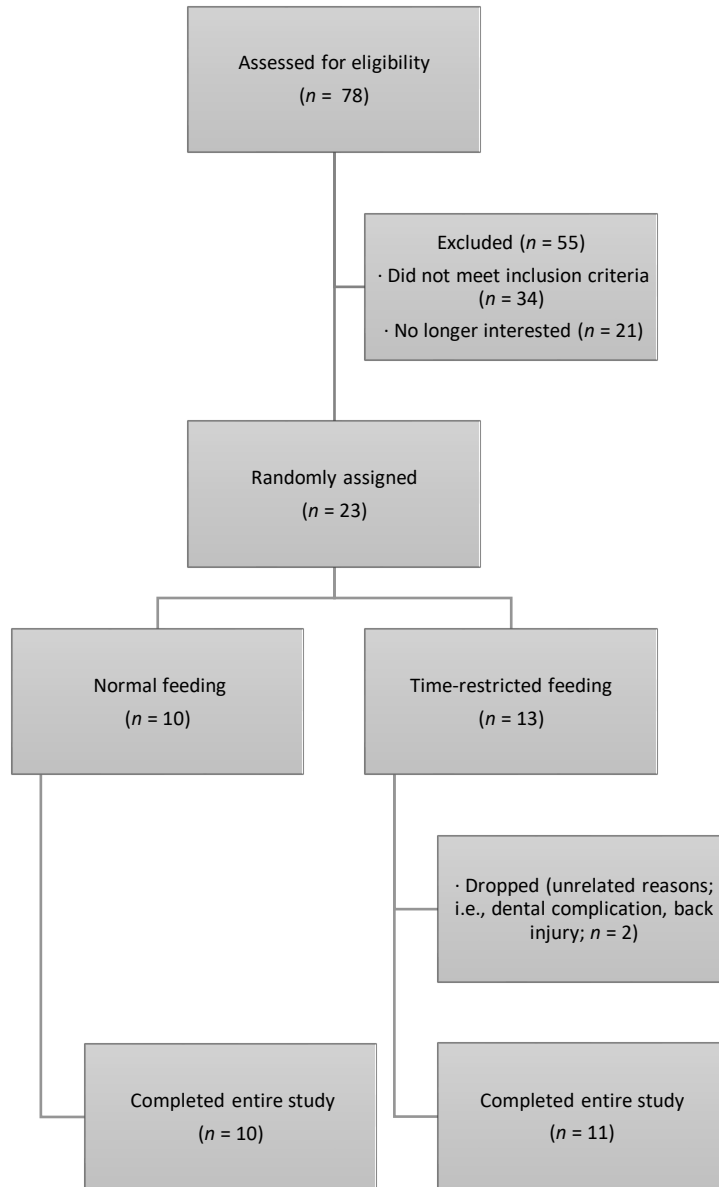 Assessed for eligibility
(n = 78)
Excluded (n = 55)
· Did not meet inclusion criteria
(n = 34)
· No longer interested (n = 21)
Randomly assigned
(n = 23)
Normal feeding
(n = 10)
Time-restricted feeding
(n = 13)
· Dropped (unrelated reasons;
i.e., dental complication, back
injury; n = 2)
Completed entire study
(n = 10)
Completed entire study
(n = 11)